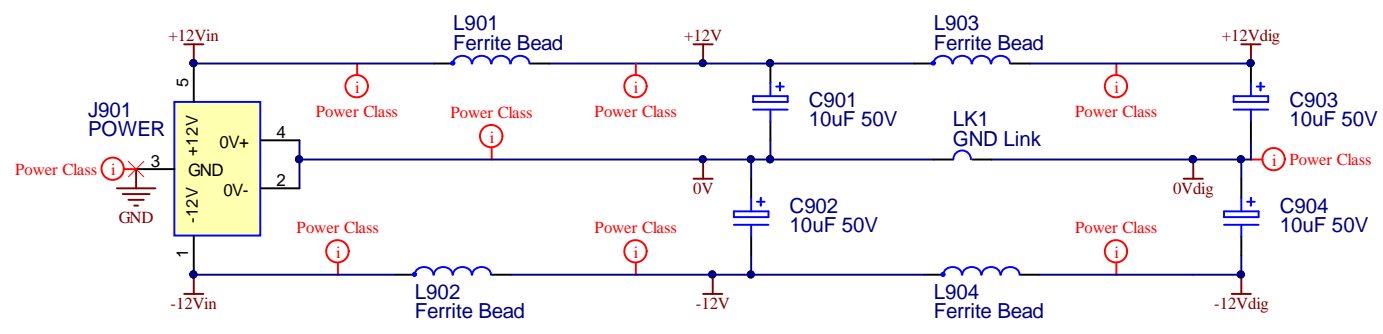 +12Vin
L901
Ferrite Bead
+12V
L903
Ferrite Bead
+12Vdig
i
Power Class
i
Power Class
i
Power Class
5
J901
POWER
+12V
0V+
4
Power Class
i
+
C901
10uF 50V
LK1
GND Link
+
C903
10uF 50V
Power Class
i
3
GND
GND
-12V
0V-
2
0V
0Vdig
i
Power Class
+
C902
10uF 50V
+
C904
10uF 50V
1
Power Class
i
Power Class
i
Power Class
i
-12Vin
L902
Ferrite Bead
-12V
L904
Ferrite Bead
-12Vdig